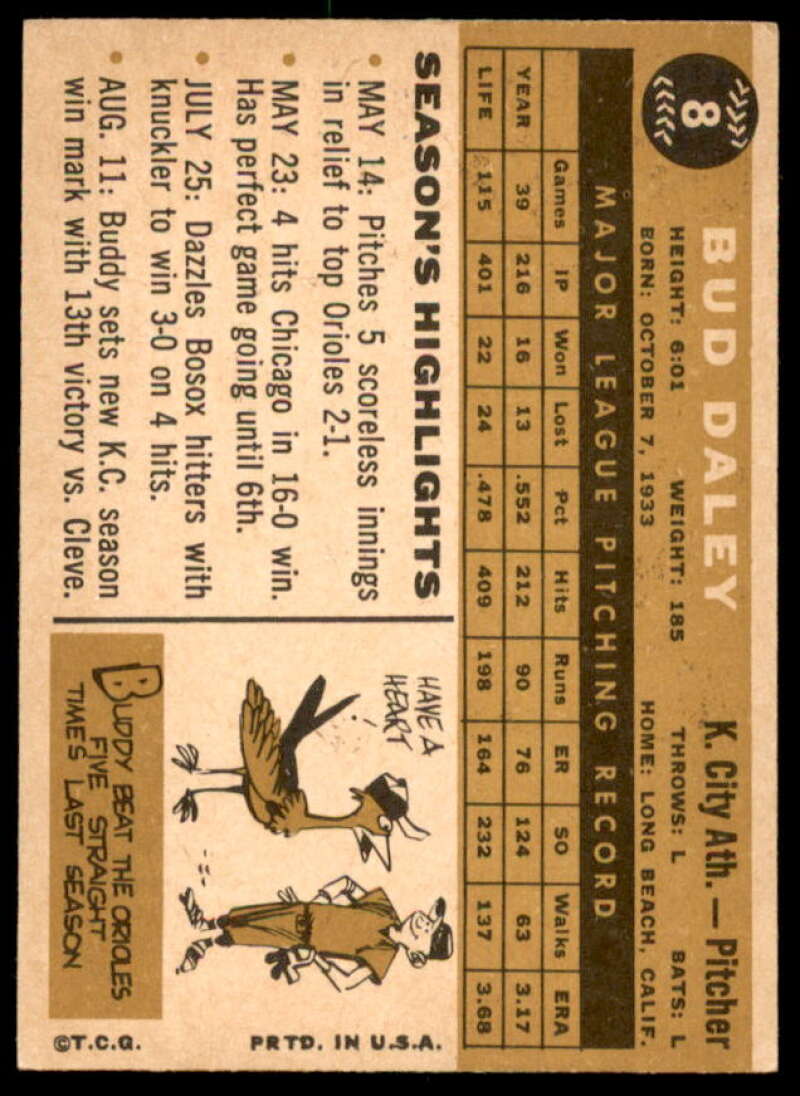 8
BUD DALEY
K. City Ath. — Pitcher
HEIGHT: 6:01 WEIGHT: 185 THROWS: L BATS: L
BORN: OCTOBER 7, 1933 HOME: LONG BEACH, CALIF.
MAJOR LEAGUE PITCHING RECORD
Games IP Won Lost Pct Hits Runs ER SO Walks ERA
YEAR 39 216 16 13 .552 212 90 76 124 63 3.17
LIFE 115 401 22 24 .478 409 198 164 232 137 3.68
SEASON'S HIGHLIGHTS
• MAY 14: Pitches 5 scoreless innings
in relief to top Orioles 2-1.
• MAY 23: 4 hits Chicago in 16-0 win.
Has perfect game going until 6th.
• JULY 25: Dazzles Bosox hitters with
knuckler to win 3-0 on 4 hits.
• AUG. 11: Buddy sets new K.C. season
win mark with 13th victory vs. Cleve.
HAVE A
HEART
BUDDY BEAT THE ORIOLES
FIVE STRAIGHT
TIMES LAST SEASON
©T.C.G. PRTD. IN U.S.A.